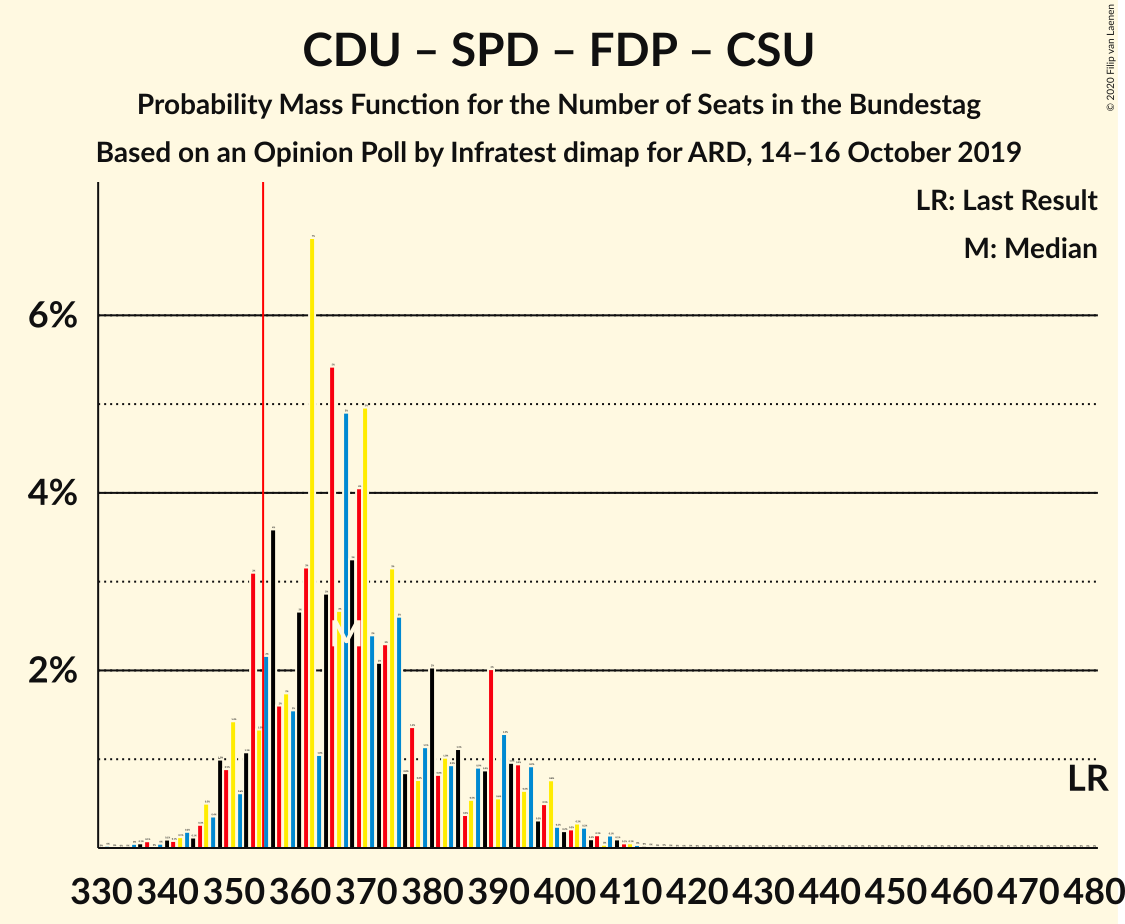 CDU – SPD – FDP – CSU
Probability Mass Function for the Number of Seats in the Bundestag
Based on an Opinion Poll by Infratest dimap for ARD, 14–16 October 2019
© 2020 Filip van Laenen
LR: Last Result
M: Median
6%
4%
2%
M
LR
330 340 350 360 370 380 390 400 410 420 430 440 450 460 470 480